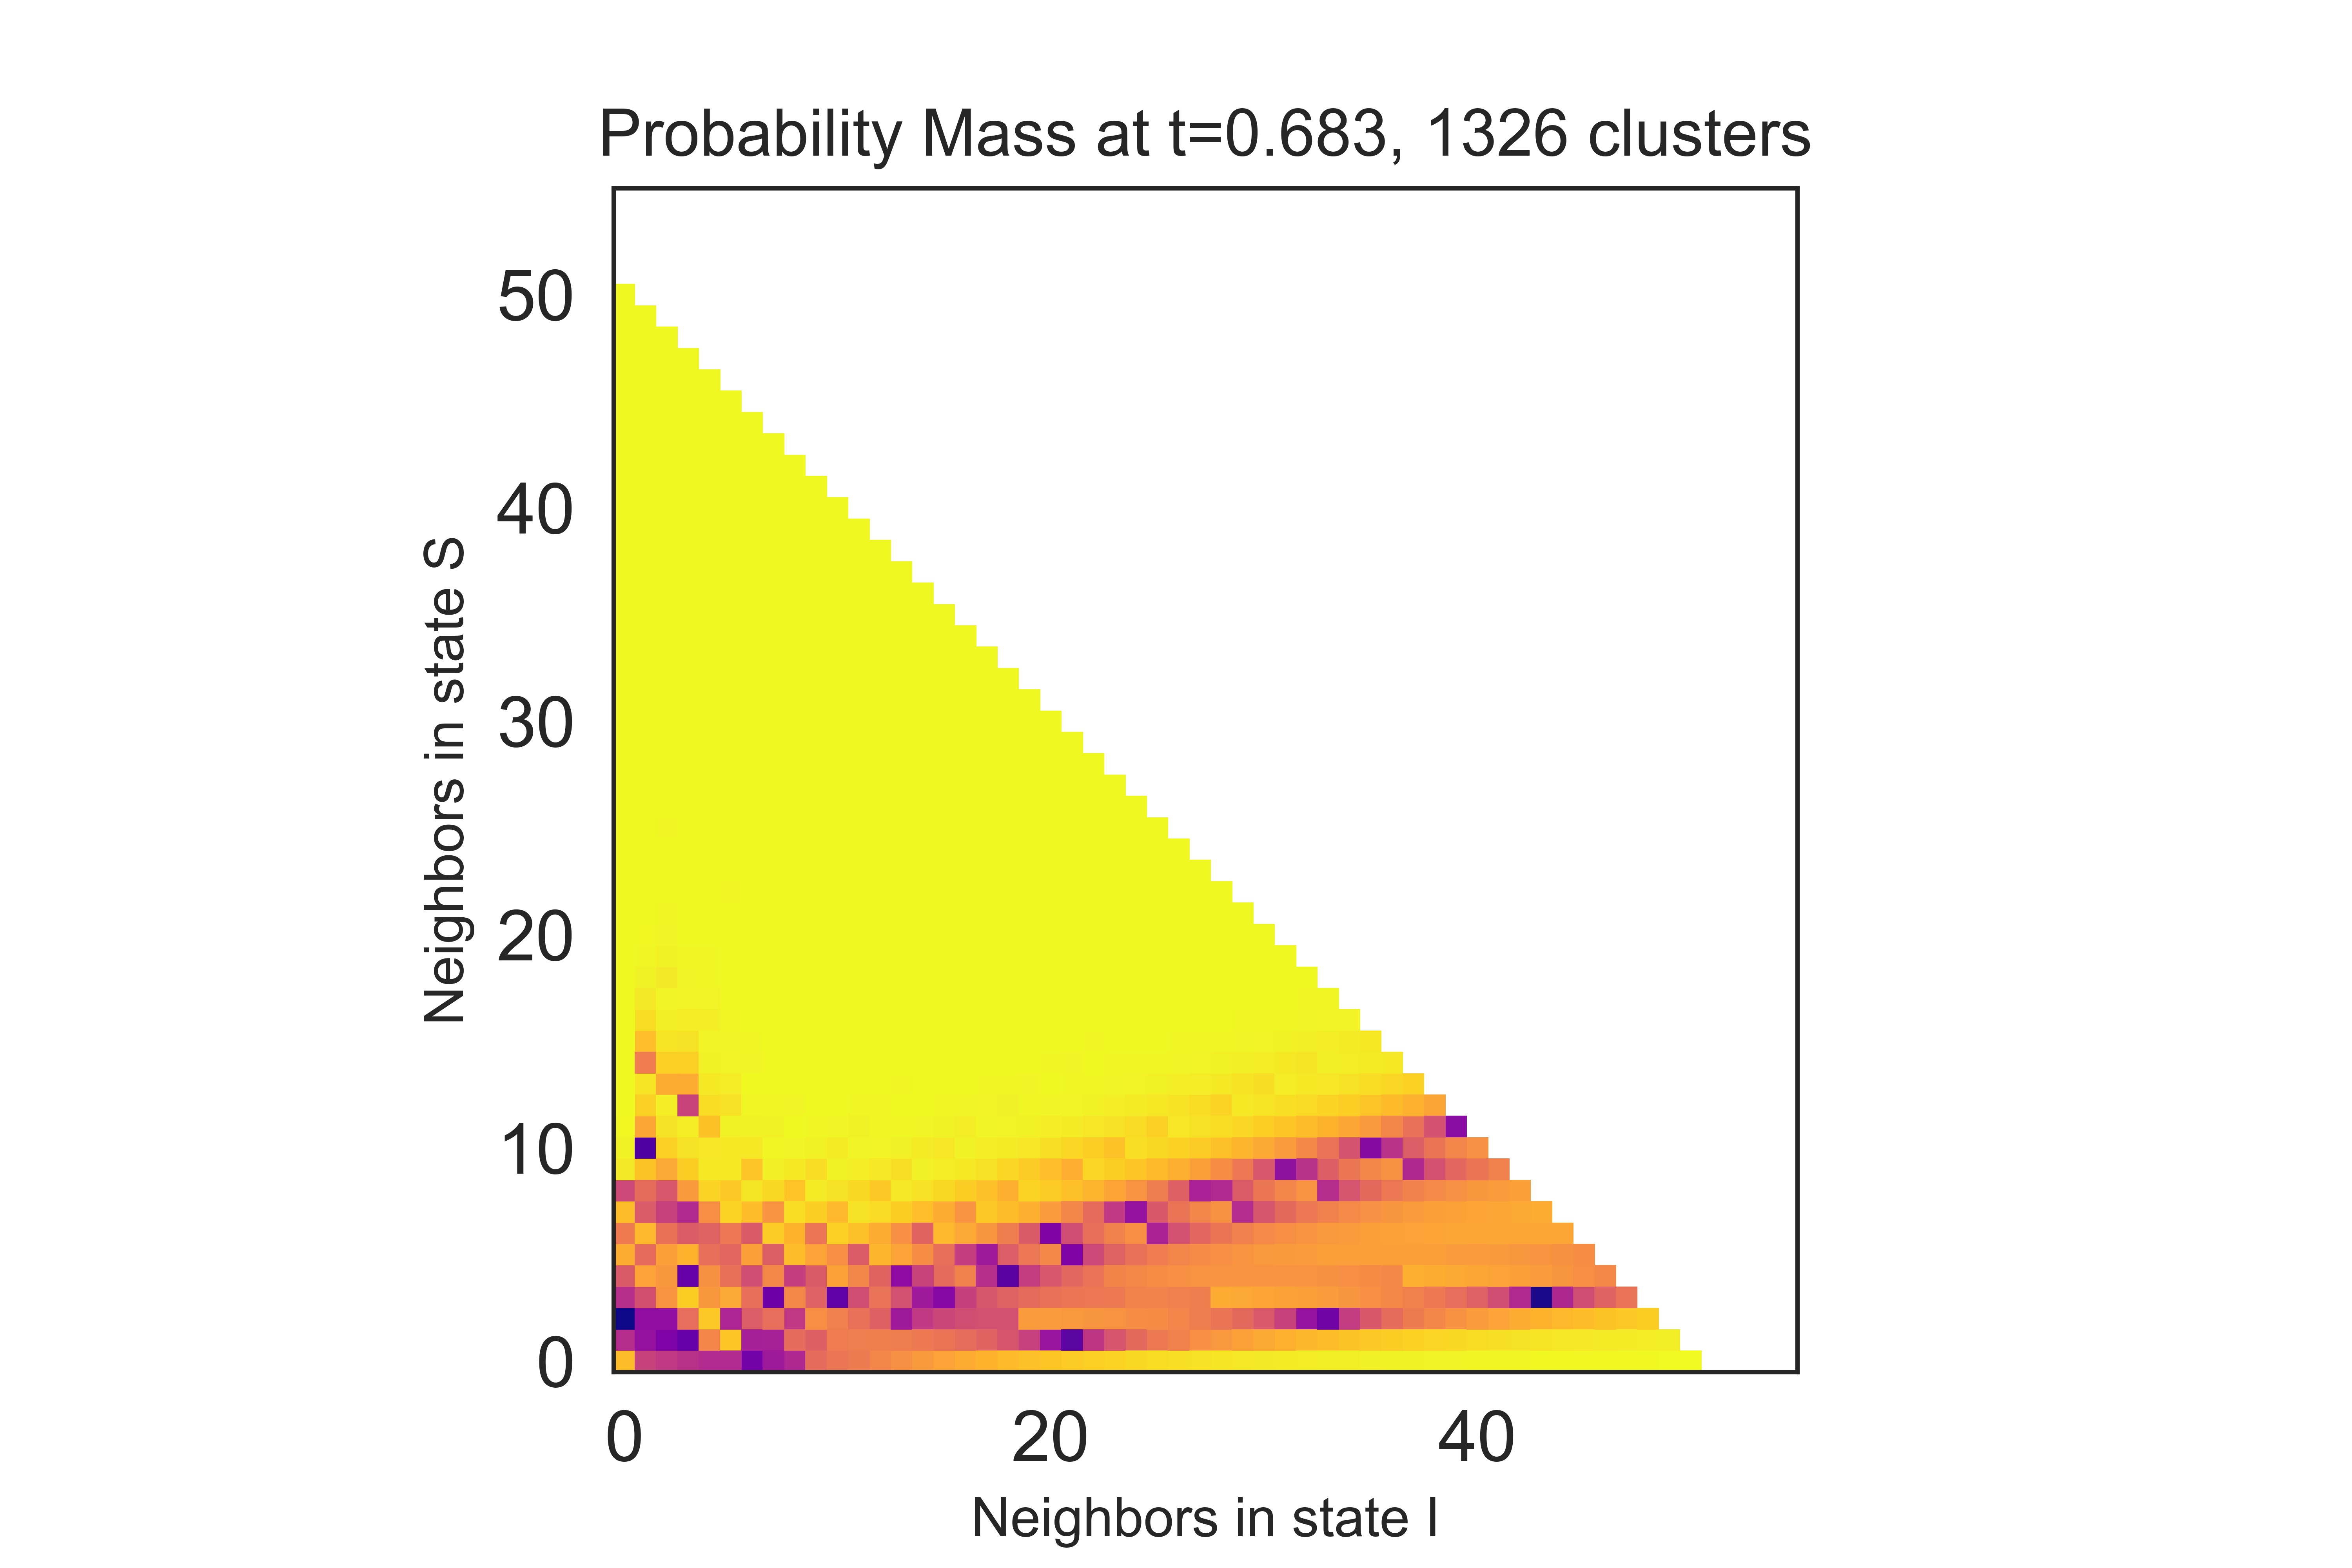 Probability Mass at t=0.683, 1326 clusters
50
40
30
20
10
0
Neighbors in state S
0 20 40
Neighbors in state I